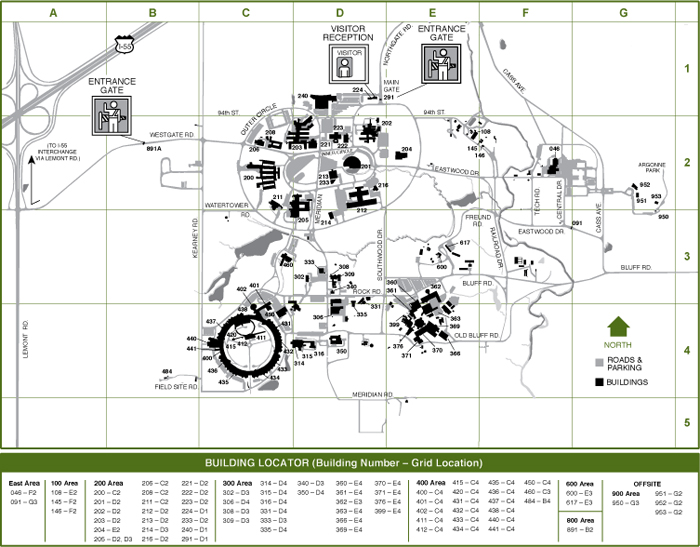 A B C D E F G
I-55
VISITOR
RECEPTION
VISITOR
NORTHGATE RD.
ENTRANCE
GATE
1
MAIN
GATE
224
291
240
CASS AVE.
ENTRANCE
GATE
94th ST.
OUTER CIRCLE
94th ST.
(TO I-55
INTERCHANGE
VIA LEMONT RD.)
WESTGATE RD.
891A
208
206
203
223
221
222
202
INNER CIRCLE
201
204
108
145
146
046
EASTWOOD DR.
ARGONNE
PARK
2
200
213
233
216
212
211
205
214
MERIDIAN
TECH RD.
CENTRAL DR.
CASS AVE.
952
951
953
950
WATERTOWER
RD.
FREUND
RD.
091
EASTWOOD DR.
KEARNEY RD.
SOUTHWOOD DR.
RAILROAD DR.
617
600
3
460
333
302
308
309
340
BLUFF RD.
BLUFF RD.
401
402
ROCK RD.
360
361
362
438
437
306
335
331
399
363
369
NORTH
440
441
400
420
415
412
411
431
432
376
371
370
366
OLD BLUFF RD.
4
ROADS &
PARKING
BUILDINGS
314
315
316
350
433
434
436
435
484
FIELD SITE RD.
LEMONT RD.
MERIDIAN RD.
5
BUILDING LOCATOR (Building Number – Grid Location)
East Area
046 – F2
091 – G3
100 Area
108 – E2
145 – F2
146 – F2
200 Area
200 – C2
201 – D2
202 – D2
203 – D2
204 – E2
205 – D2, D3
206 – C2
208 – C2
211 – C2
212 – D2
213 – D2
214 – D3
216 – D2
221 – D2
222 – D2
223 – D2
224 – D1
233 – D2
240 – D1
291 – D1
300 Area
302 – D3
306 – D4
308 – D3
309 – D3
314 – D4
315 – D4
316 – D4
331 – D4
333 – D3
335 – D4
340 – D3
350 – D4
360 – E4
361 – E4
362 – E3
363 – E4
366 – E4
369 – E4
370 – E4
371 – E4
376 – E4
399 – E4
400 Area
400 – C4
401 – C4
402 – C4
411 – C4
412 – C4
415 – C4
420 – C4
431 – C4
432 – C4
433 – C4
434 – C4
435 – C4
436 – C4
437 – C4
438 – C4
440 – C4
441 – C4
450 – C4
460 – C3
484 – B4
600 Area
600 – E3
617 – E3
800 Area
891 – B2
OFFSITE
900 Area
950 – G3
951 – G2
952 – G2
953 – G2